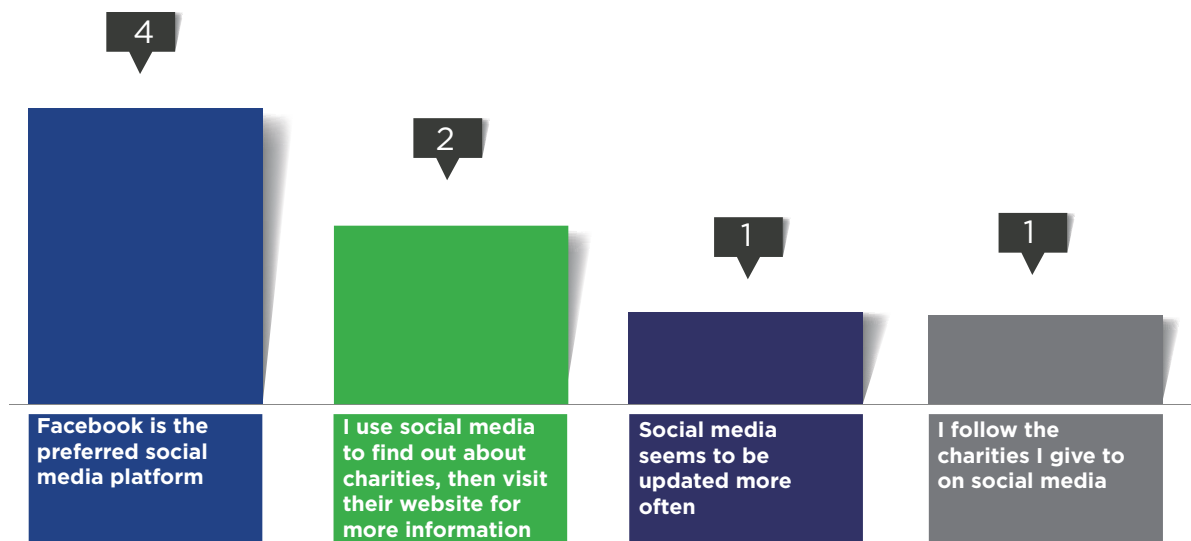 4
2
1
1
Facebook is the
preferred social
media platform
I use social media
to find out about
charities, then visit
their website for
more information
Social media
seems to be
updated more
often
I follow the
charities I give to
on social media